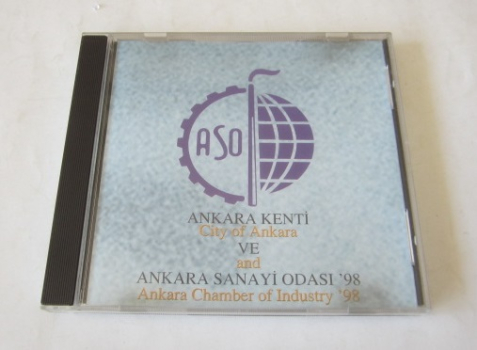 ASO
ANKARA KENTİ
City of Ankara
VE
and
ANKARA SANAYİ ODASI '98
Ankara Chamber of Industry '98